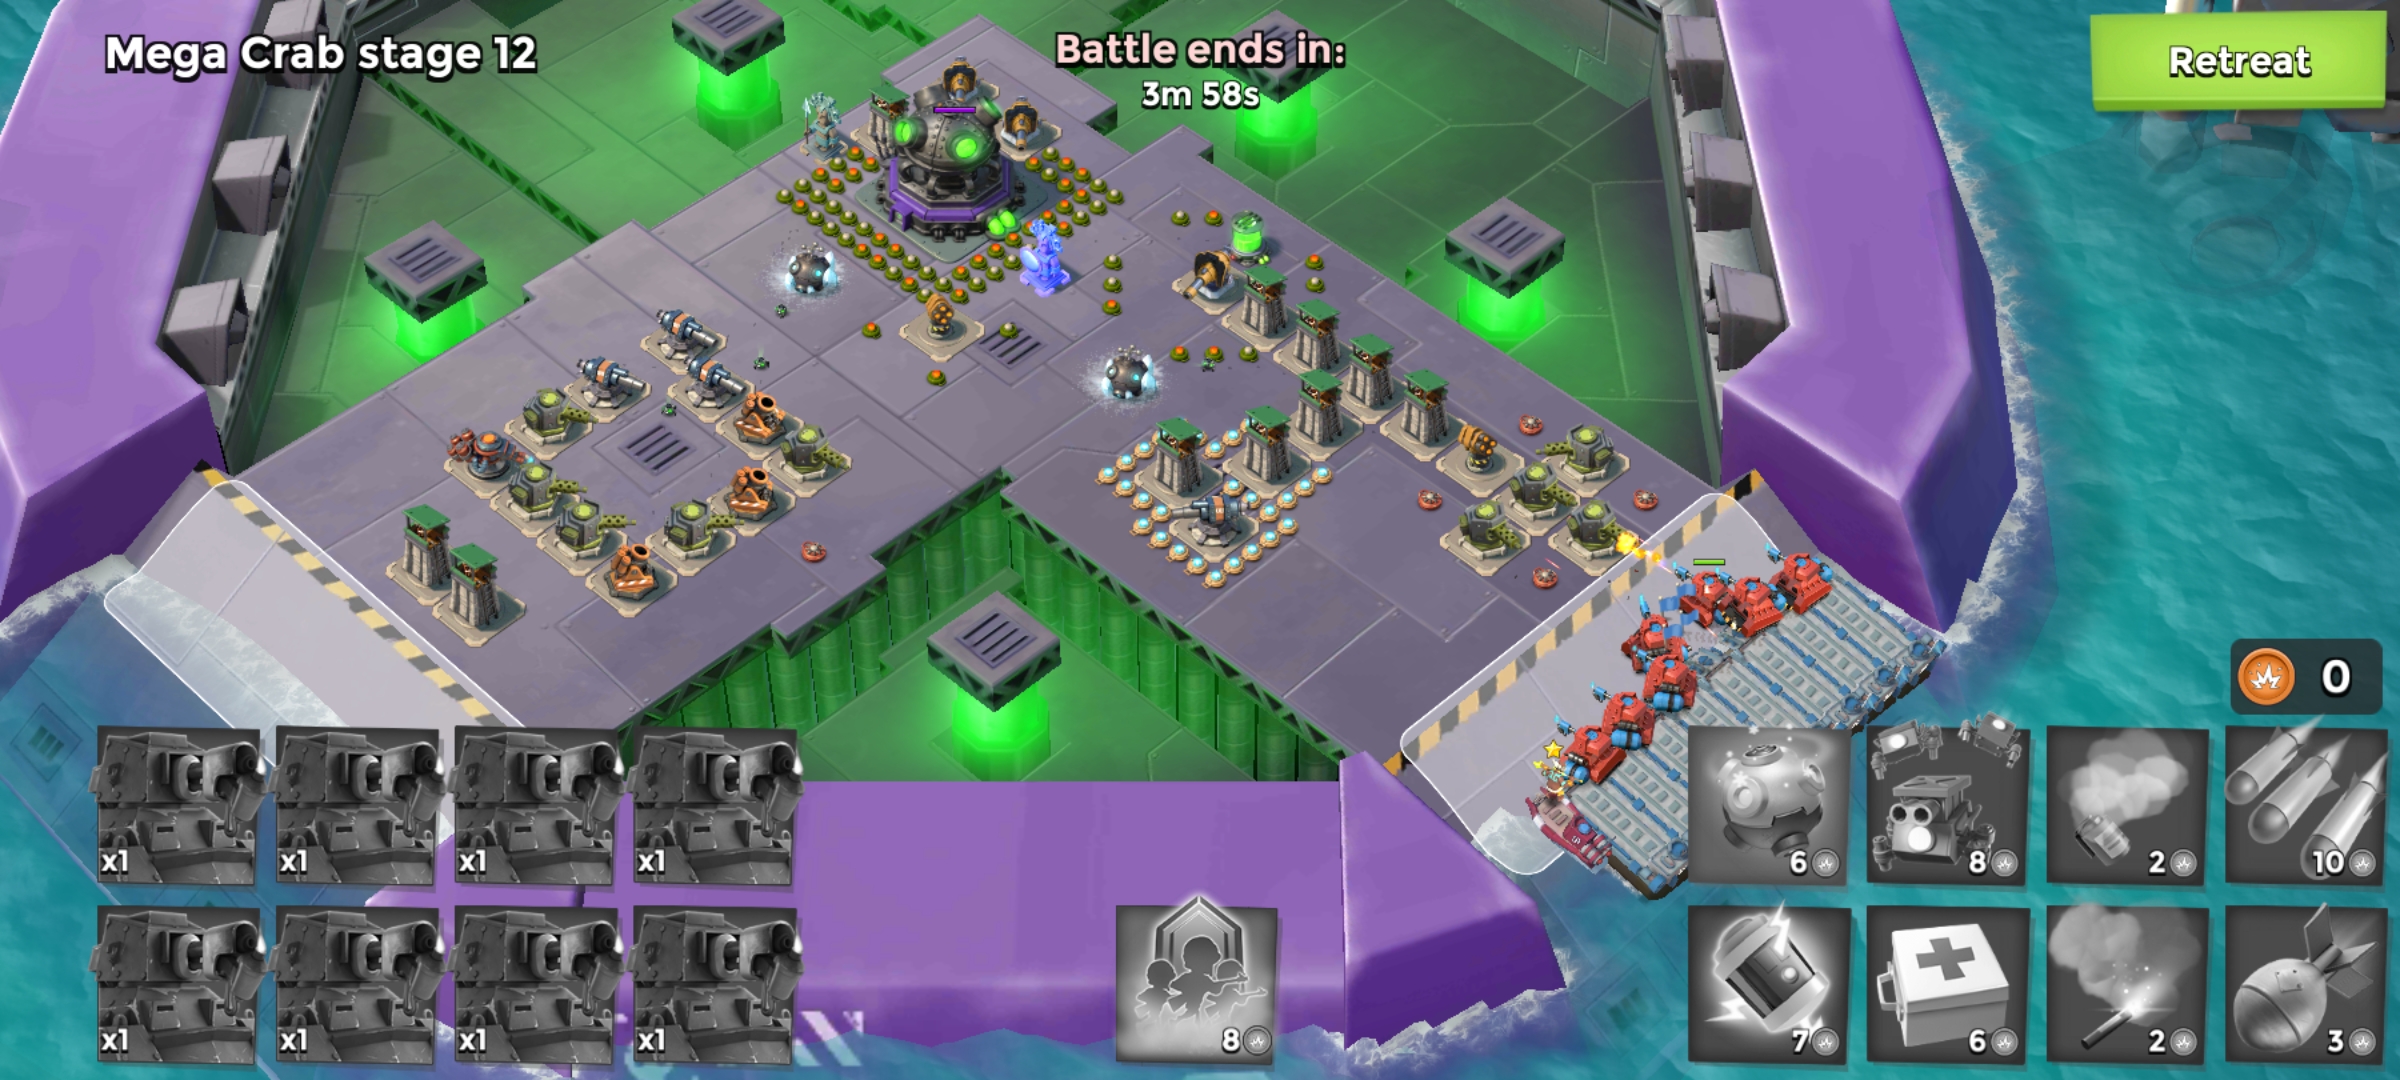 Mega Crab stage 12
Battle ends in:
3m 58s
Retreat
0
x1
x1
x1
x1
6
8
2
10
x1
x1
x1
x1
8
7
6
2
3